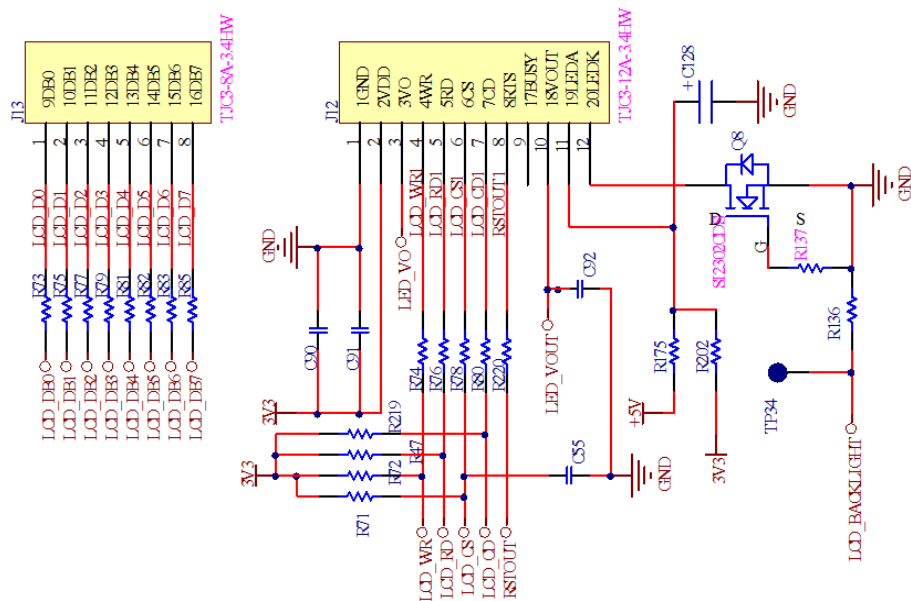 J13
9DB0
10DB1
11DB2
12DB3
13DB4
14DB5
15DB6
16DB7
TJC3-8A-3.4HW
1
2
3
4
5
6
7
8
LCD_D0
LCD_D1
LCD_D2
LCD_D3
LCD_D4
LCD_D5
LCD_D6
LCD_D7
R73
R75
R77
R79
R81
R82
R83
R85
LCD_DB0
LCD_DB1
LCD_DB2
LCD_DB3
LCD_DB4
LCD_DB5
LCD_DB6
LCD_DB7
J12
1GND
2VDD
3VO
4WR
5RD
6CS
7CD
8RTS
17BUSY
18VOUT
19LEDA
20LEDK
TJC3-12A-3.4HW
1
2
3
4
5
6
7
8
9
10
11
12
GND
LED_VO
LCD_WR1
LCD_RD1
LCD_CS1
LCD_CD1
RSTOUT1
C90
C91
3V3
R74
R76
R78
R80
R220
C92
LED_VOUT
3V3
R219
R47
R72
R71
C55
GND
LCD_WR
LCD_RD
LCD_CS
LCD_CD
RSTOUT
+
C128
GND
Q8
GND
D
S
G
SI2302CDS
R137
R136
R175
R202
+5V
3V3
TP34
LCD_BACKLIGHT